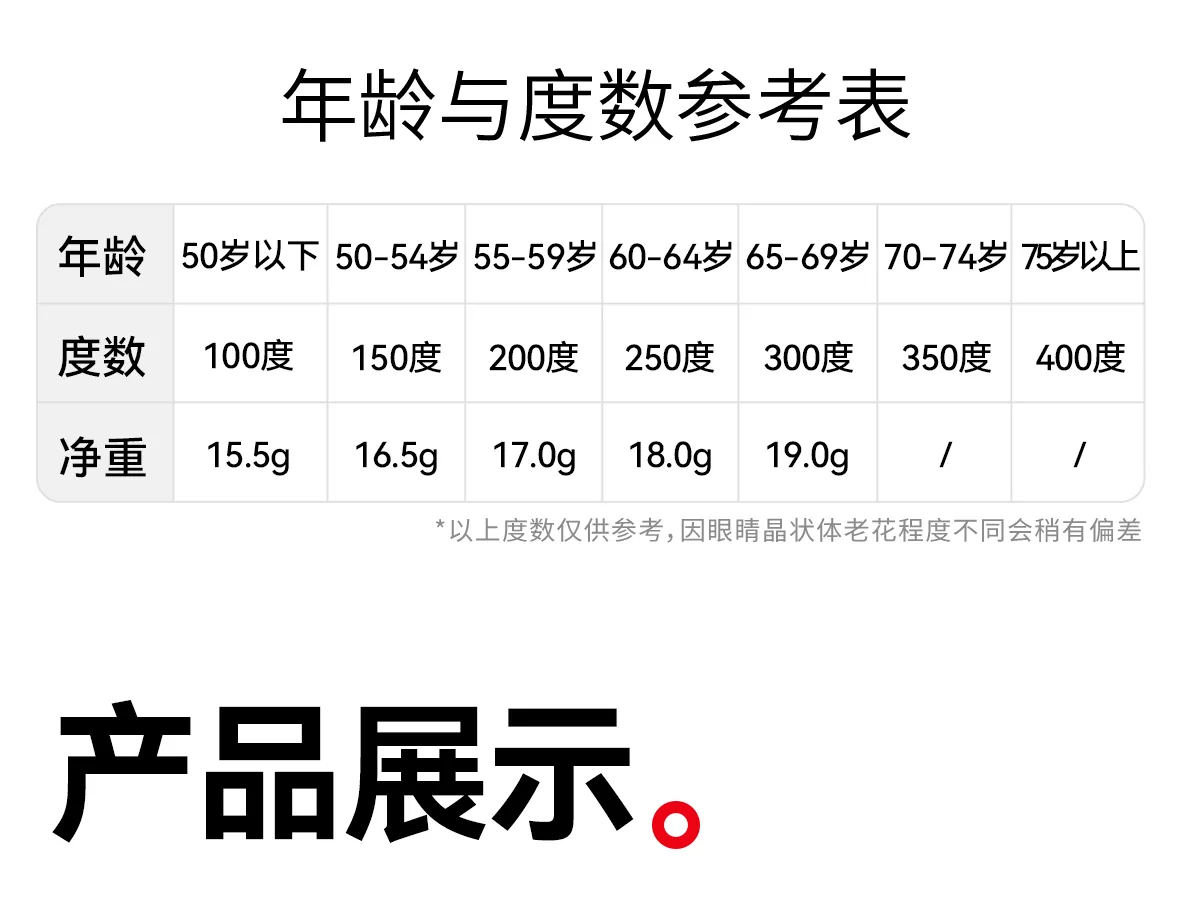 年龄与度数参考表
年龄 50岁以下 50-54岁 55-59岁 60-64岁 65-69岁 70-74岁 75岁以上
度数 100度 150度 200度 250度 300度 350度 400度
净重 15.5g 16.5g 17.0g 18.0g 19.0g / /
*以上度数仅供参考,因眼睛晶状体老花程度不同会稍有偏差
产品展示。